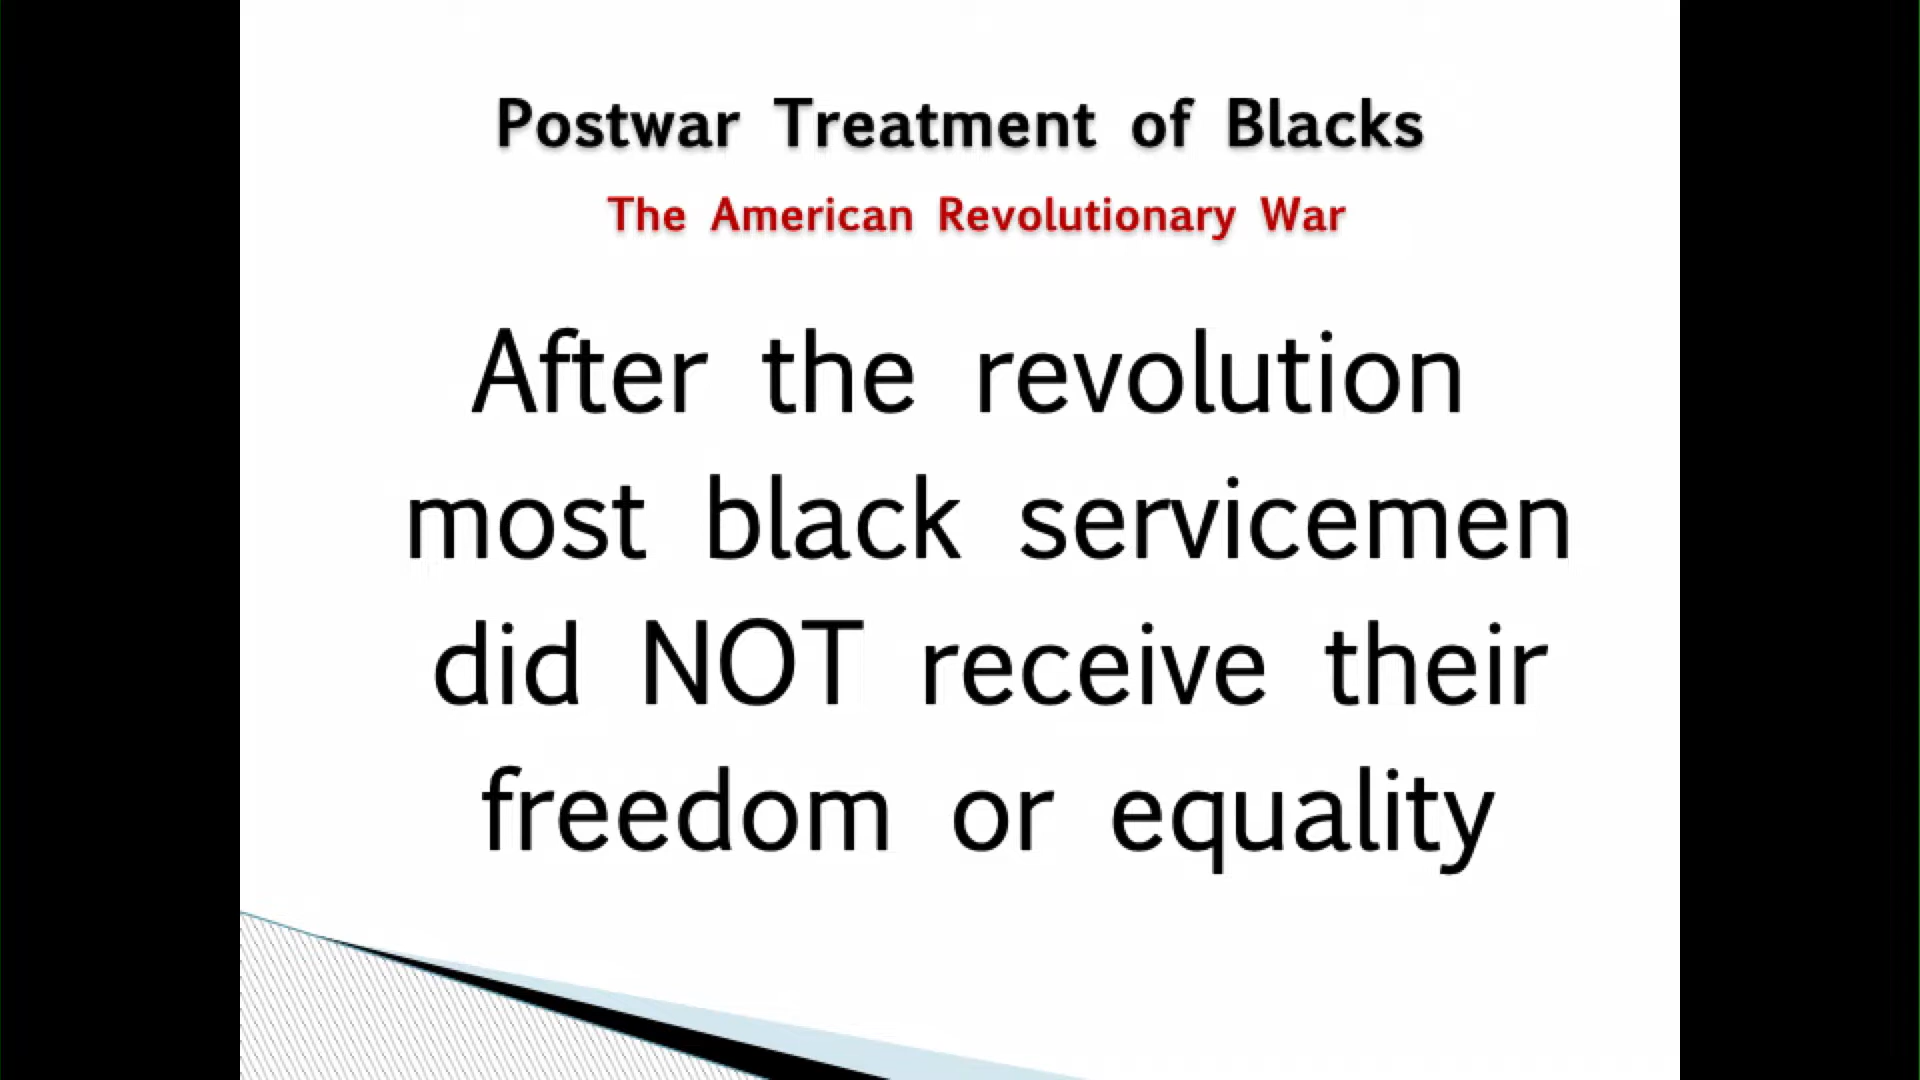 Postwar Treatment of Blacks
The American Revolutionary War
After the revolution
most black servicemen
did NOT receive their
freedom or equality